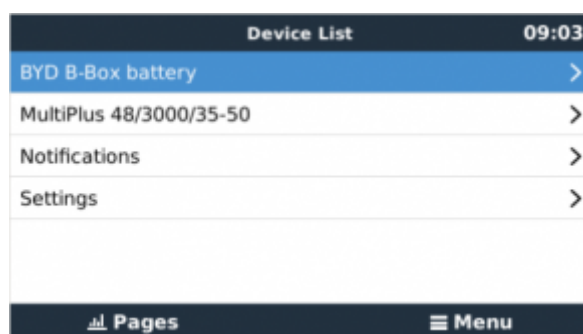 Device List 09:03
BYD B-Box battery
MultiPlus 48/3000/35-50
Notifications
Settings
Pages Menu